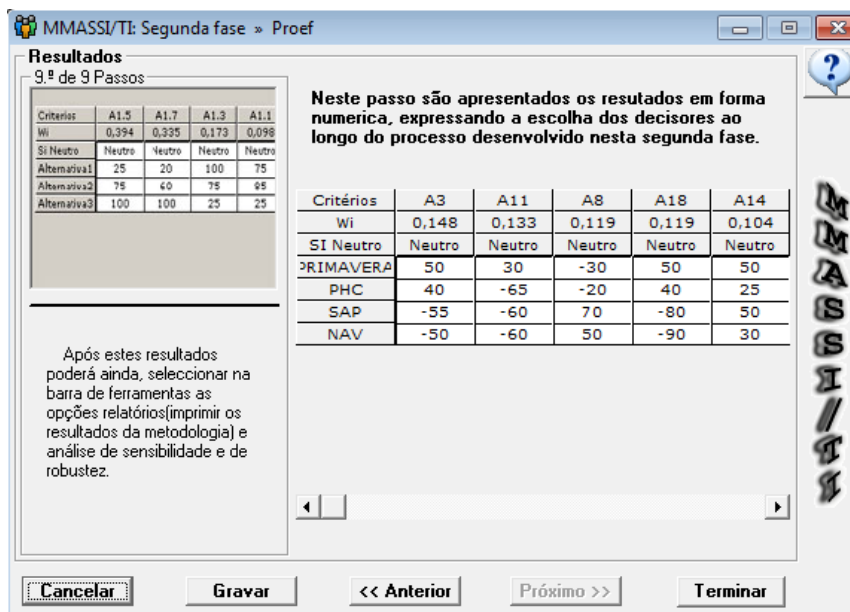 MMASSI/TI: Segunda fase » Proef
Resultados
9.º de 9 Passos
Criterios A1.5 A1.7 A1.3 A1.1
Wi 0,394 0,335 0,173 0,098
Si Neutro Neutro Neutro Neutro Neutro
Alternativa1 25 20 100 75
Alternativa2 75 60 75 95
Alternativa3 100 100 25 25
Após estes resultados
poderá ainda, seleccionar na
barra de ferramentas as
opções relatórios(imprimir os
resultados da metodologia) e
análise de sensibilidade e de
robustez.
Neste passo são apresentados os resutados em forma
numerica, expressando a escolha dos decisores ao
longo do processo desenvolvido nesta segunda fase.
Critérios A3 A11 A8 A18 A14
Wi 0,148 0,133 0,119 0,119 0,104
SI Neutro Neutro Neutro Neutro Neutro Neutro
PRIMAVERA 50 30 -30 50 50
PHC 40 -65 -20 40 25
SAP -55 -60 70 -80 50
NAV -50 -60 50 -90 30
?
MMASSI/TI
Cancelar
Gravar
<< Anterior
Próximo >>
Terminar